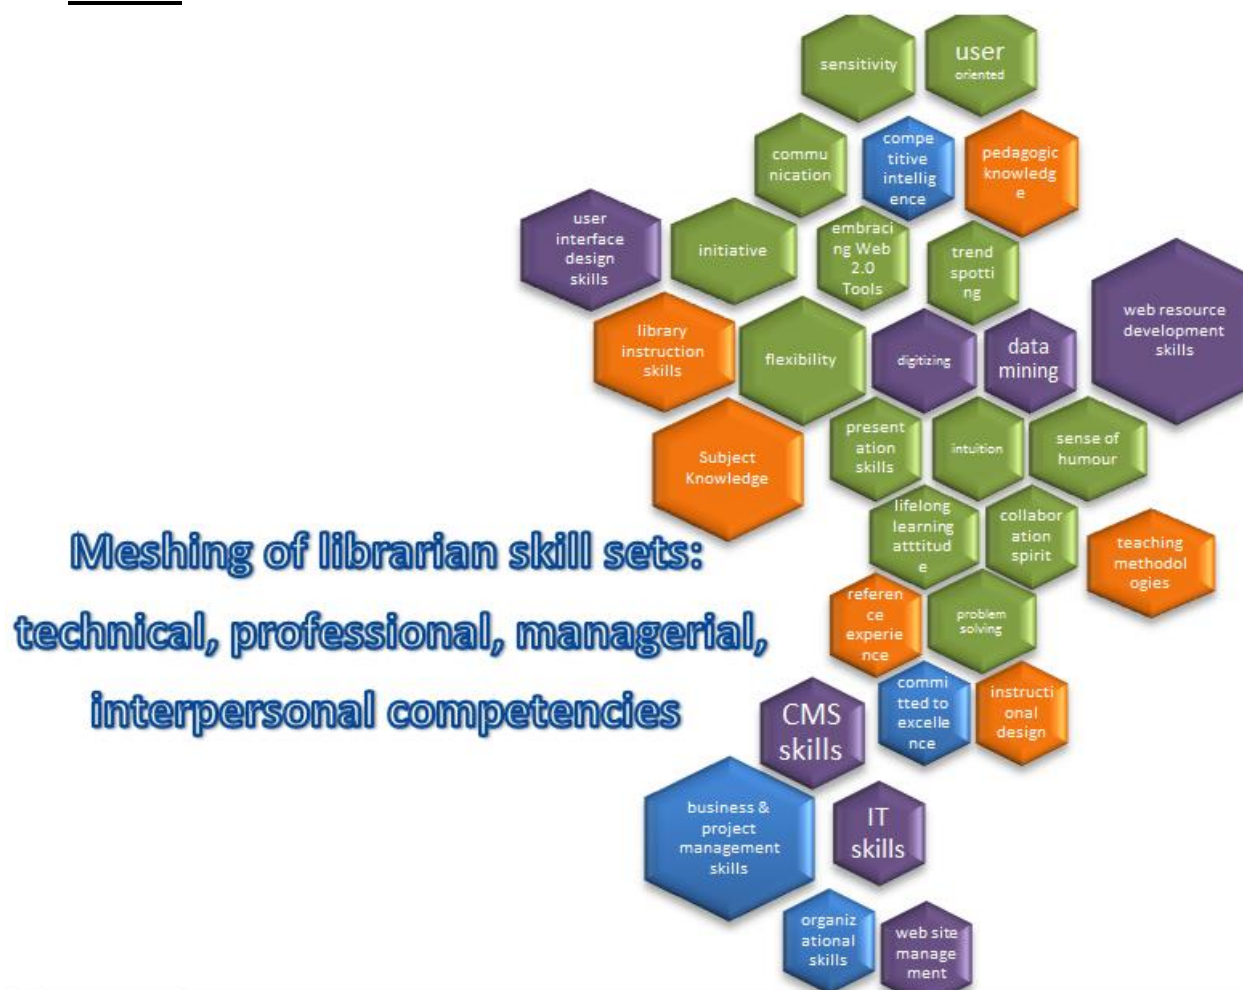 sensitivity
user
oriented
commu
nication
compe
titive
intellig
ence
pedagogic
knowledg
e
user
interface
design
skills
initiative
embraci
ng Web
2.0
Tools
trend
spotti
ng
web resource
development
skills
library
instruction
skills
flexibility
digitizing
data
mining
Subject
Knowledge
present
ation
skills
intuition
sense of
humour
lifelong
learning
atttitud
e
collabor
ation
spirit
teaching
methodol
ogies
Meshing of librarian skill sets:
technical, professional, managerial,
interpersonal competencies
referen
ce
experie
nce
problem
solving
CMS
skills
commi
tted to
excelle
nce
instructi
onal
design
business &
project
management
skills
IT
skills
organiz
ational
skills
web site
manage
ment